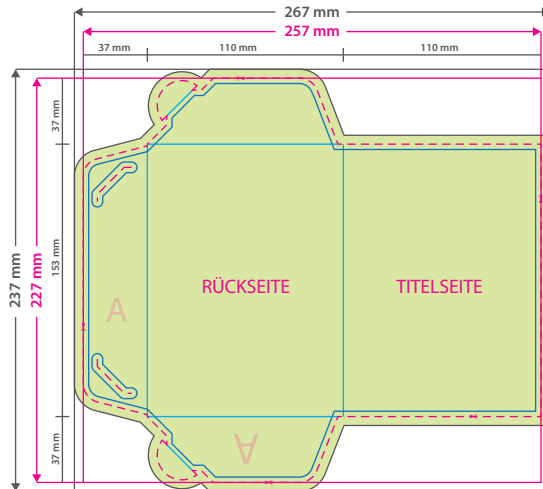 267 mm
257 mm
37 mm
110 mm
110 mm
237 mm
227 mm
37 mm
153 mm
37 mm
RÜCKSEITE
TITELSEITE
A
A